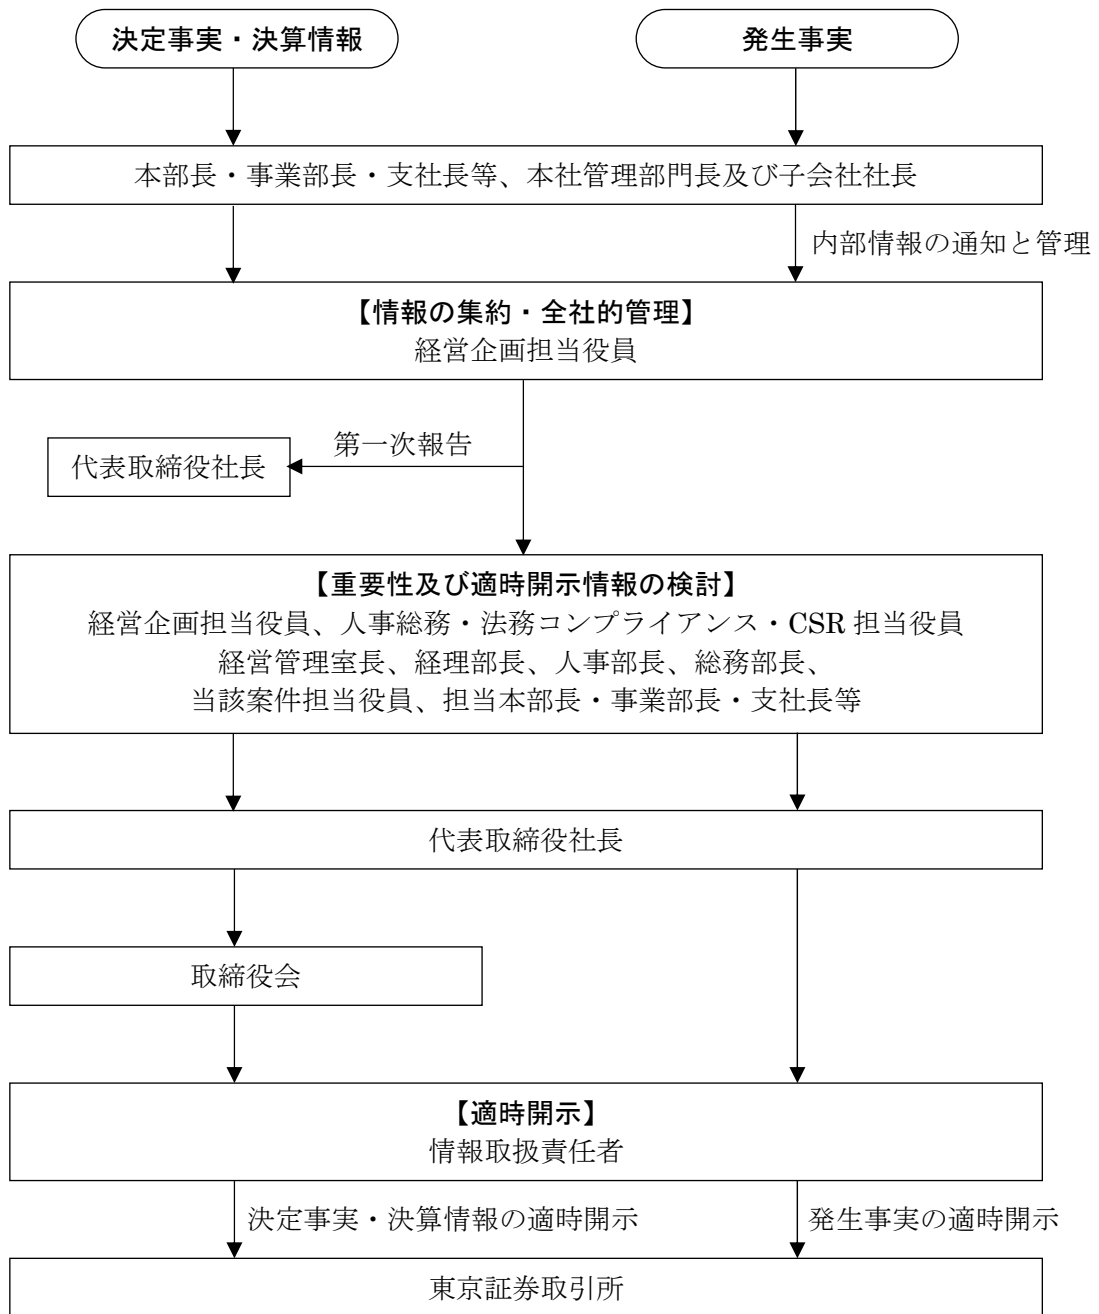 決定事実・決算情報
発生事実
本部長・事業部長・支社長等、本社管理部門長及び子会社社長
内部情報の通知と管理
【情報の集約・全社的管理】
経営企画担当役員
第一次報告
代表取締役社長
【重要性及び適時開示情報の検討】
経営企画担当役員、人事総務・法務コンプライアンス・CSR 担当役員
経営管理室長、経理部長、人事部長、総務部長、
当該案件担当役員、担当本部長・事業部長・支社長等
代表取締役社長
取締役会
【適時開示】
情報取扱責任者
決定事実・決算情報の適時開示
発生事実の適時開示
東京証券取引所